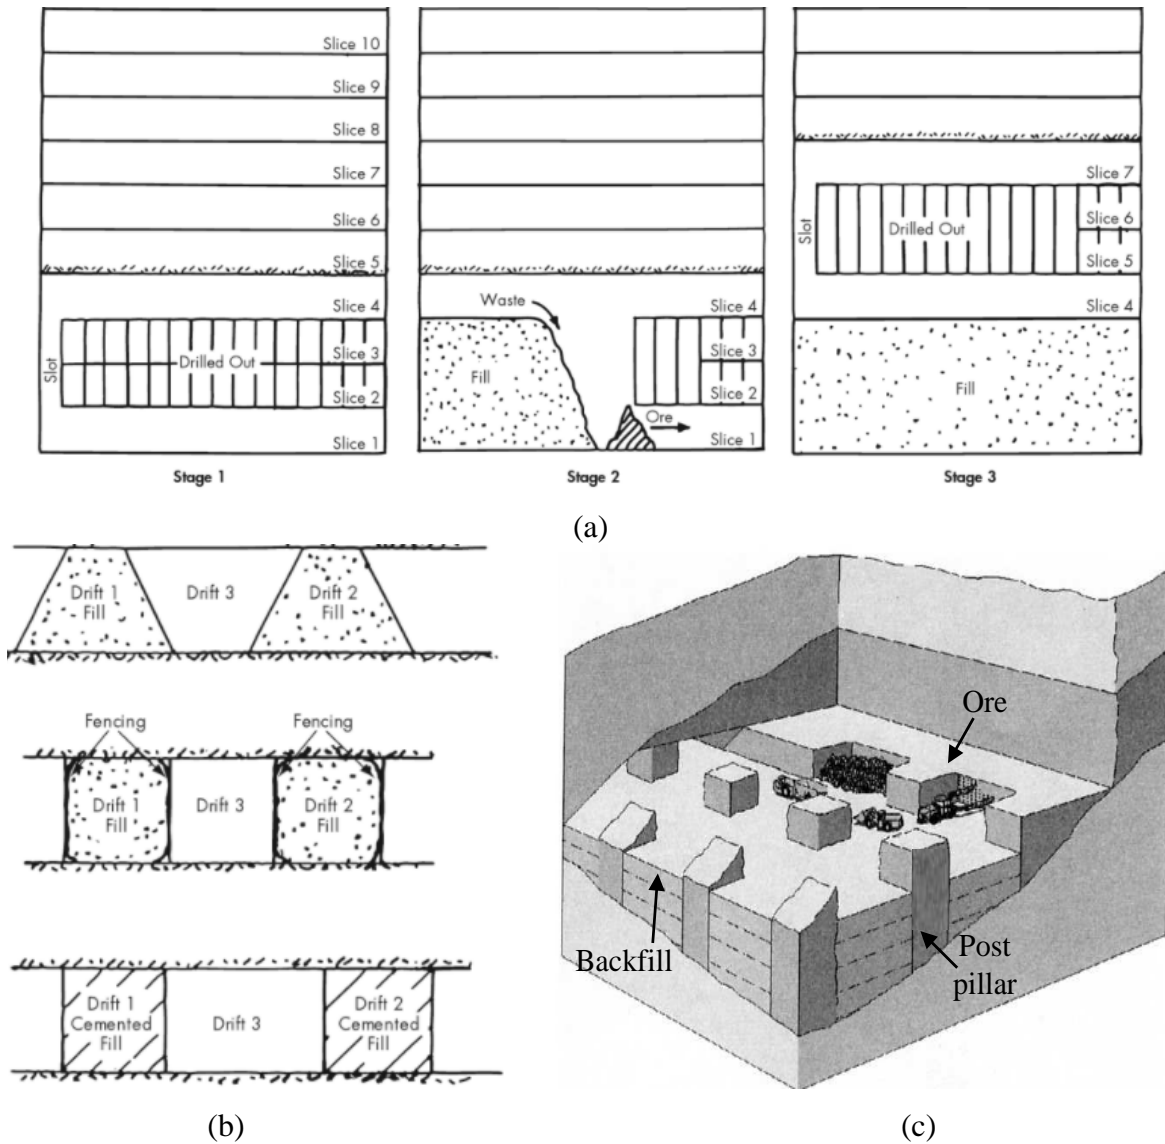 Slice 10
Slice 9
Slice 8
Slice 7
Slice 6
Slice 5
Slice 4
Slice 3
Slice 2
Slice 1
Slot
Drilled Out
Stage 1
Waste
Fill
Ore
Slice 4
Slice 3
Slice 2
Slice 1
Stage 2
Slice 7
Slice 6
Slice 5
Slice 4
Slot
Drilled Out
Fill
Stage 3
(a)
Drift 1
Fill
Drift 3
Drift 2
Fill
Fencing
Fencing
Drift 1
Fill
Drift 3
Drift 2
Fill
Drift 1
Cemented
Fill
Drift 3
Drift 2
Cemented
Fill
(b)
Ore
Backfill
Post
pillar
(c)